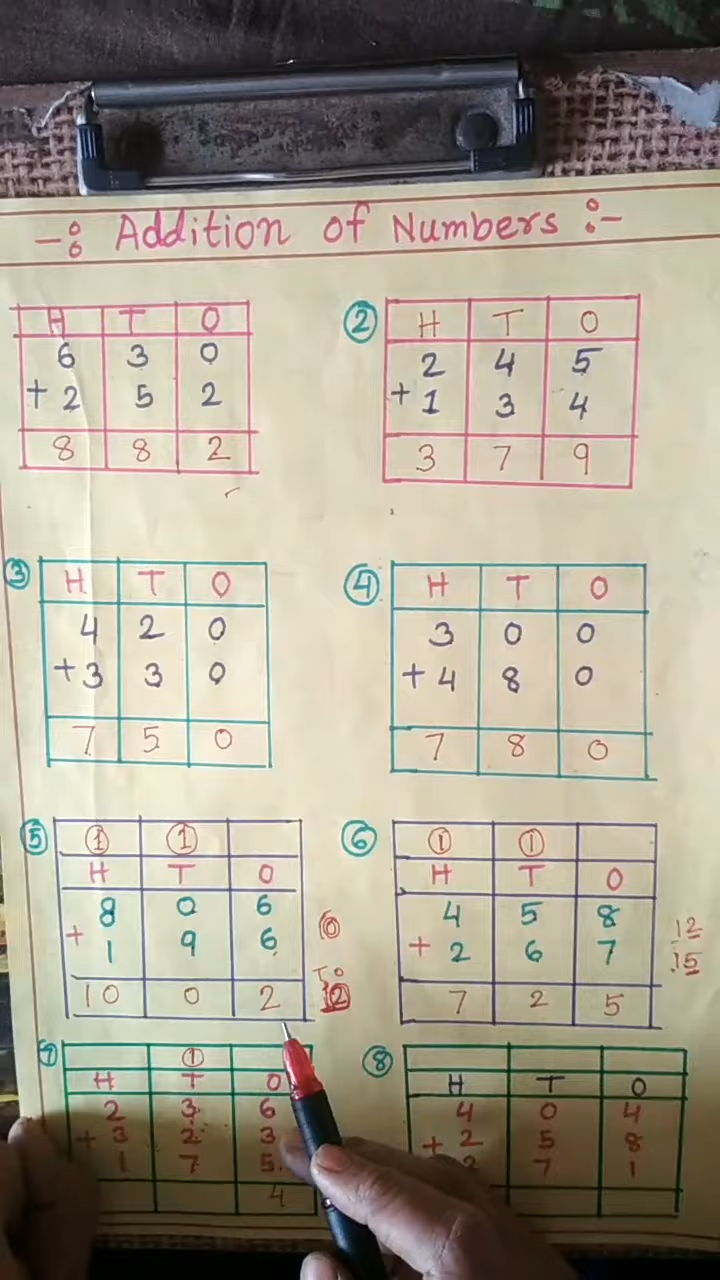 -: Addition of Numbers :-
H T O
6 3 0
+ 2 5 2
8 8 2
② H T O
2 4 5
+ 1 3 4
3 7 9
③ H T O
4 2 0
+ 3 3 0
7 5 0
④ H T O
3 0 0
+ 4 8 0
7 8 0
⑤ ① ①
H T O
8 0 6
+ 1 9 6
10 0 2
T O
12
⑥ ① ①
H T O
4 5 8
+ 2 6 7
7 2 5
12
15
⑦ ①
H T O
2 3 6
+ 3 2 3
1 7 5
4
⑧ H T O
4 0 4
+ 2 5 8
7 1